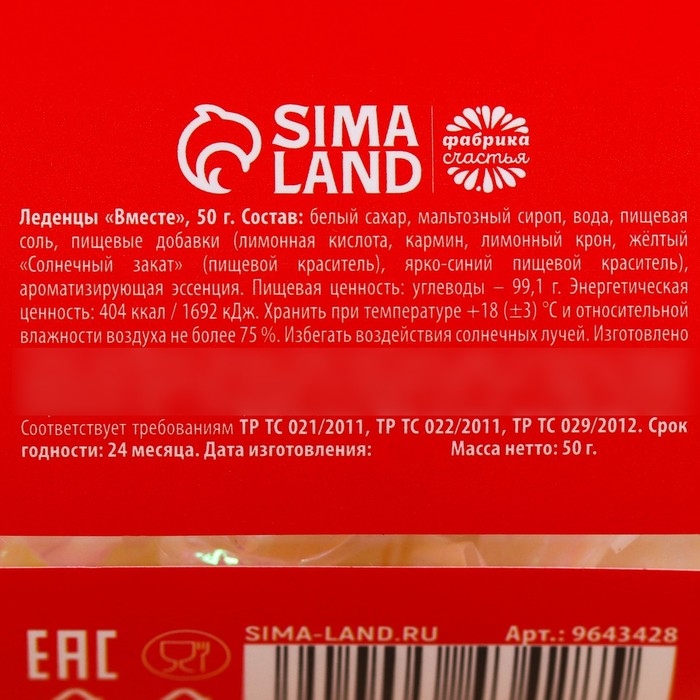 SIMA
LAND
фабрика
счастья
Леденцы «Вместе», 50 г. Состав: белый сахар, мальтозный сироп, вода, пищевая
соль, пищевые добавки (лимонная кислота, кармин, лимонный крон, жёлтый
«Солнечный закат» (пищевой краситель), ярко-синий пищевой краситель),
ароматизирующая эссенция. Пищевая ценность: углеводы – 99,1 г. Энергетическая
ценность: 404 ккал / 1692 кДж. Хранить при температуре +18 (±3) °С и относительной
влажности воздуха не более 75 %. Избегать воздействия солнечных лучей. Изготовлено
Соответствует требованиям ТР ТС 021/2011, ТР ТС 022/2011, ТР ТС 029/2012. Срок
годности: 24 месяца. Дата изготовления: Масса нетто: 50 г.
EAC
SIMA-LAND.RU Арт.: 9643428